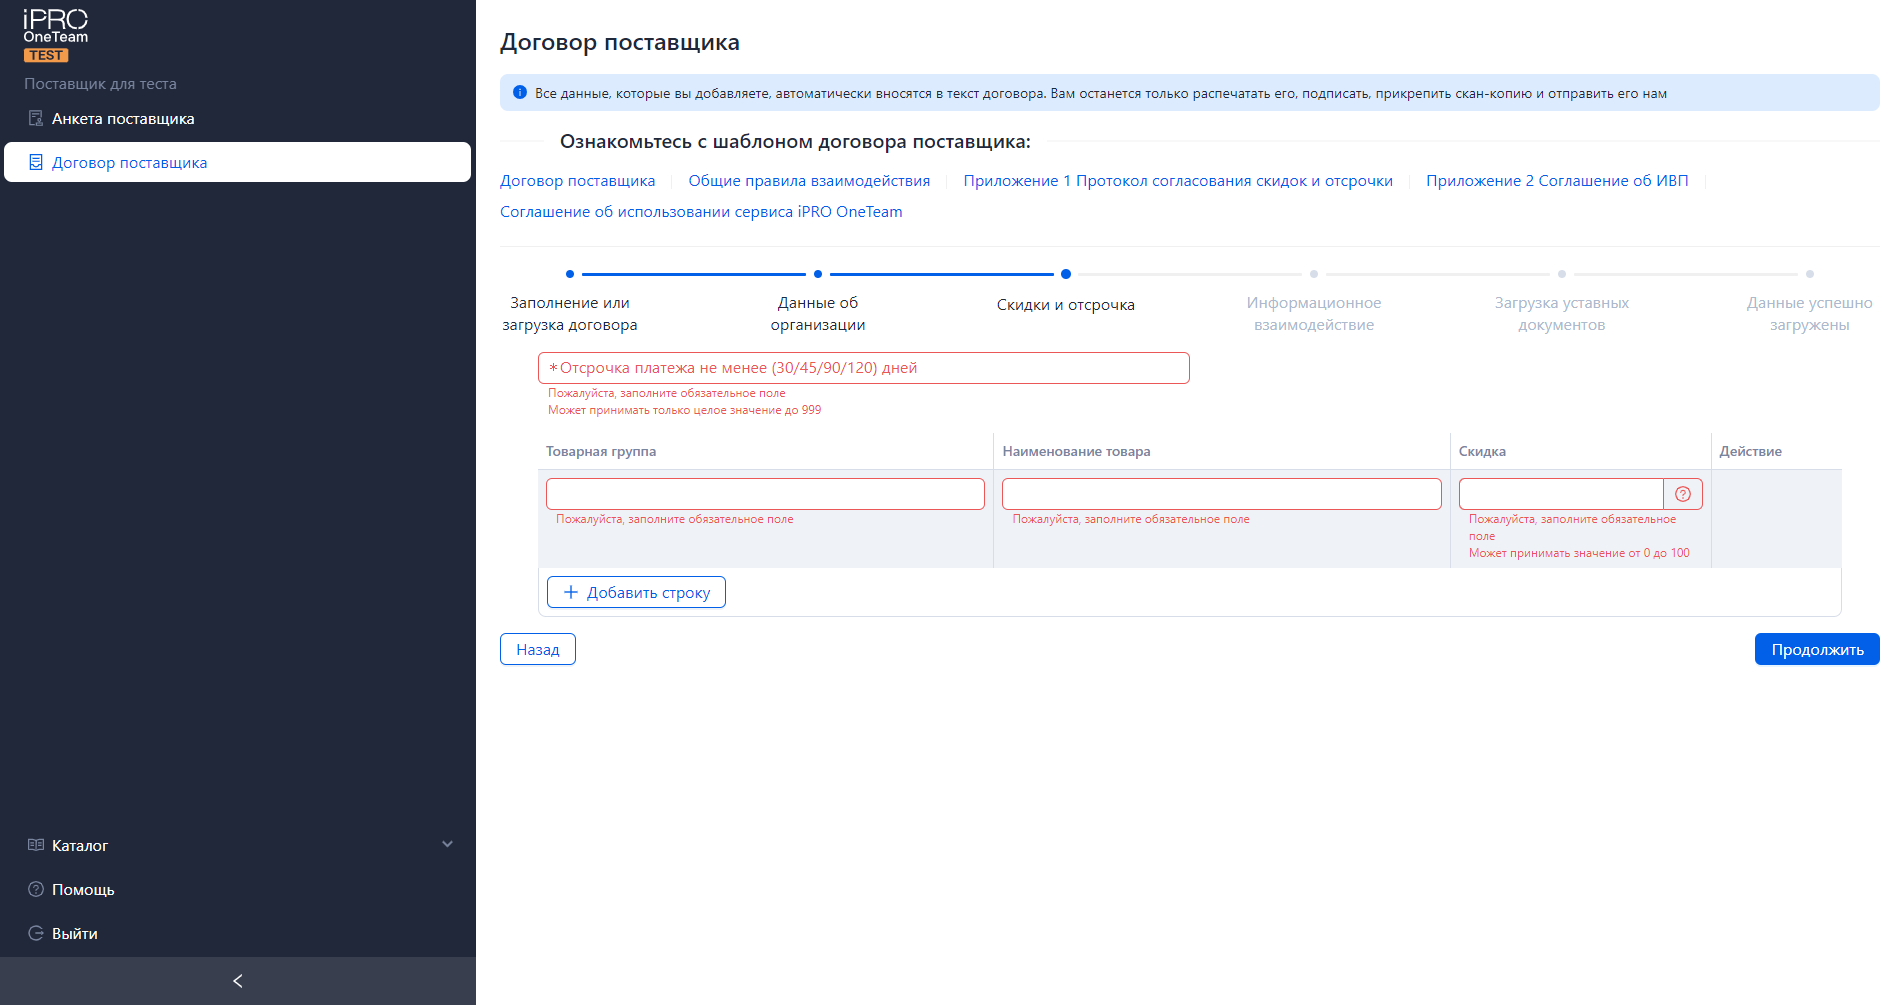 iPRO
OneTeam
TEST
Поставщик для теста
Анкета поставщика
Договор поставщика
Каталог
Помощь
Выйти
Договор поставщика
Все данные, которые вы добавляете, автоматически вносятся в текст договора. Вам останется только распечатать его, подписать, прикрепить скан-копию и отправить его нам
Ознакомьтесь с шаблоном договора поставщика:
Договор поставщика Общие правила взаимодействия Приложение 1 Протокол согласования скидок и отсрочки Приложение 2 Соглашение об ИВП
Соглашение об использовании сервиса iPRO OneTeam
Заполнение или
загрузка договора
Данные об
организации
Скидки и отсрочка
Информационное
взаимодействие
Загрузка уставных
документов
Данные успешно
загружены
*Отсрочка платежа не менее (30/45/90/120) дней
Пожалуйста, заполните обязательное поле
Может принимать только целое значение до 999
Товарная группа Наименование товара Скидка Действие
Пожалуйста, заполните обязательное поле
Пожалуйста, заполните обязательное поле
Пожалуйста, заполните обязательное
поле
Может принимать значение от 0 до 100
+ Добавить строку
Назад
Продолжить